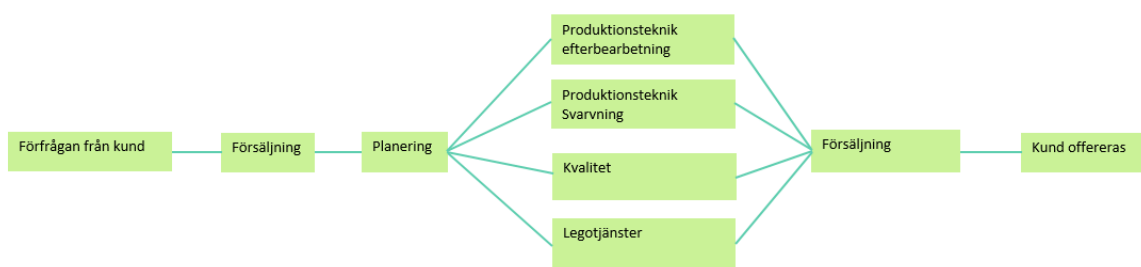 Förfrågan från kund
Försäljning
Planering
Produktionsteknik
efterbearbetning
Produktionsteknik
Svarvning
Kvalitet
Legotjänster
Försäljning
Kund offereras